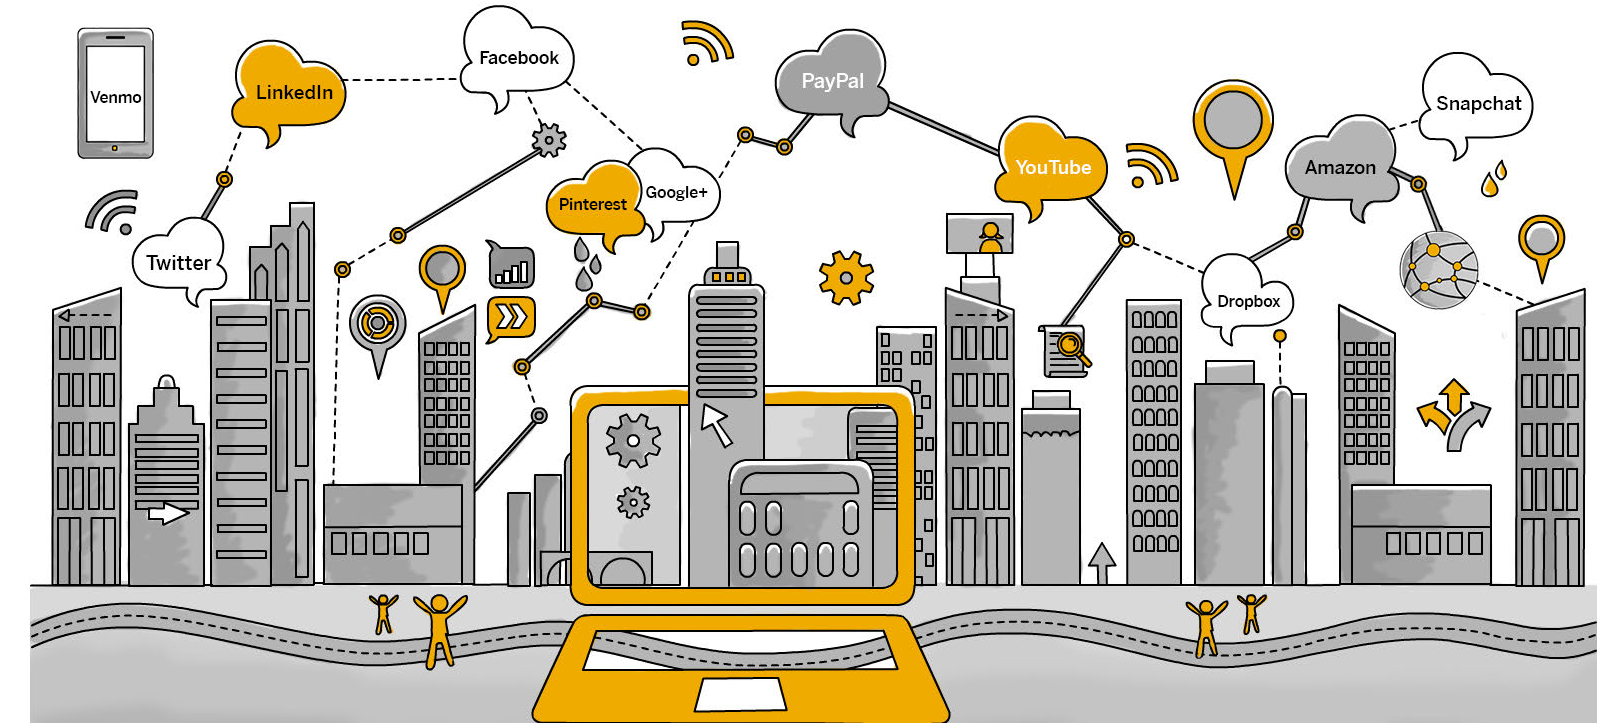 Venmo
LinkedIn
Facebook
PayPal
Snapchat
YouTube
Amazon
Pinterest
Google+
Twitter
Dropbox